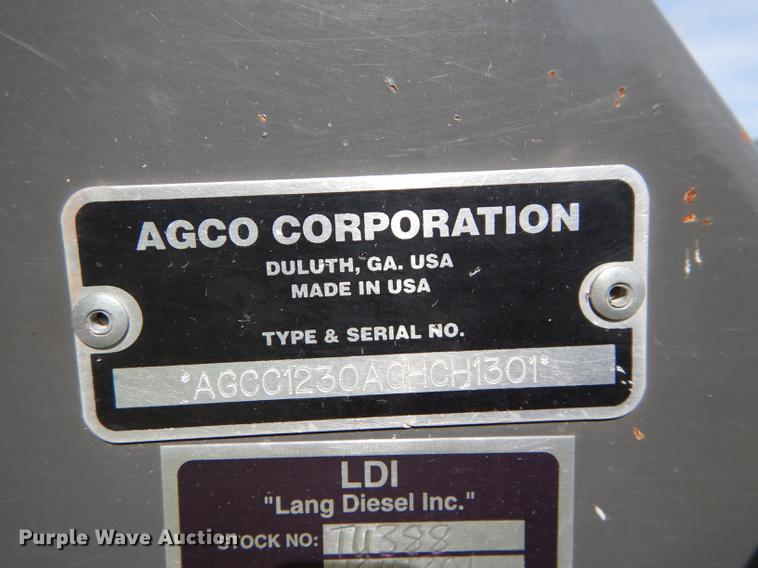 AGCO CORPORATION
DULUTH, GA. USA
MADE IN USA
TYPE & SERIAL NO.
*AGCC1230ACHCH1301*
LDI
"Lang Diesel Inc."
STOCK NO: TU388
Purple Wave Auction